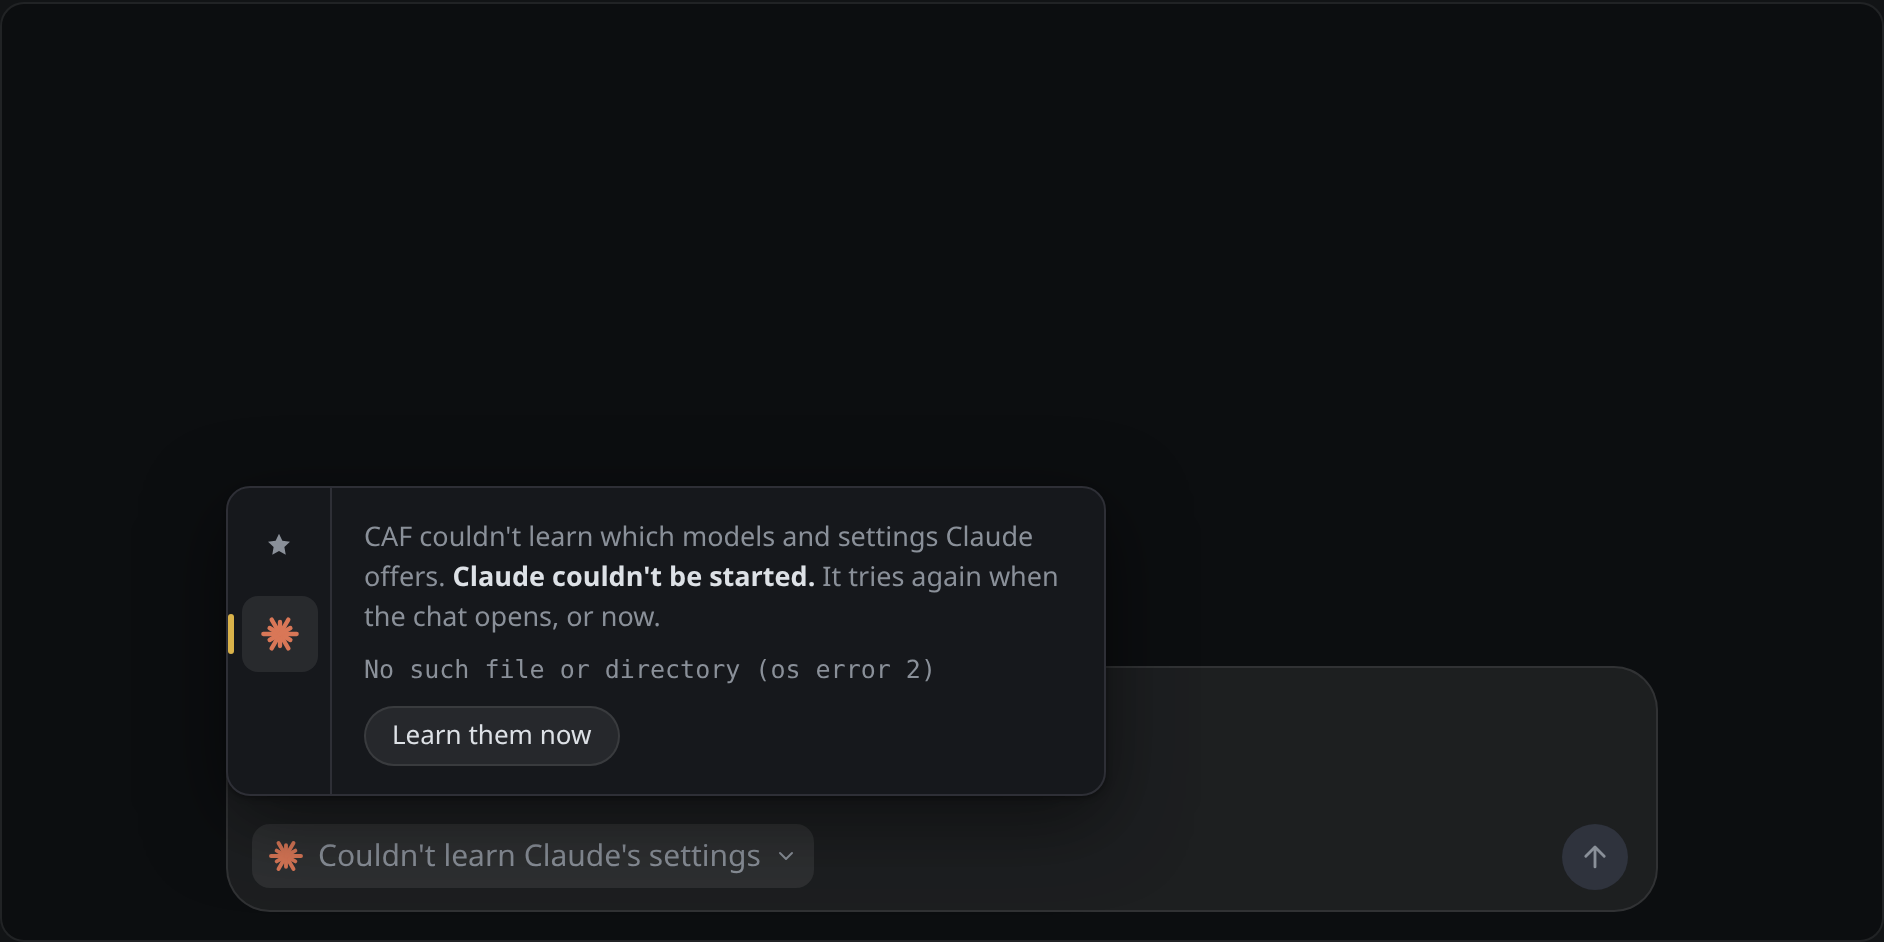 CAF couldn't learn which models and settings Claude
offers. Claude couldn't be started. It tries again when
the chat opens, or now.
No such file or directory (os error 2)
Learn them now
Couldn't learn Claude's settings